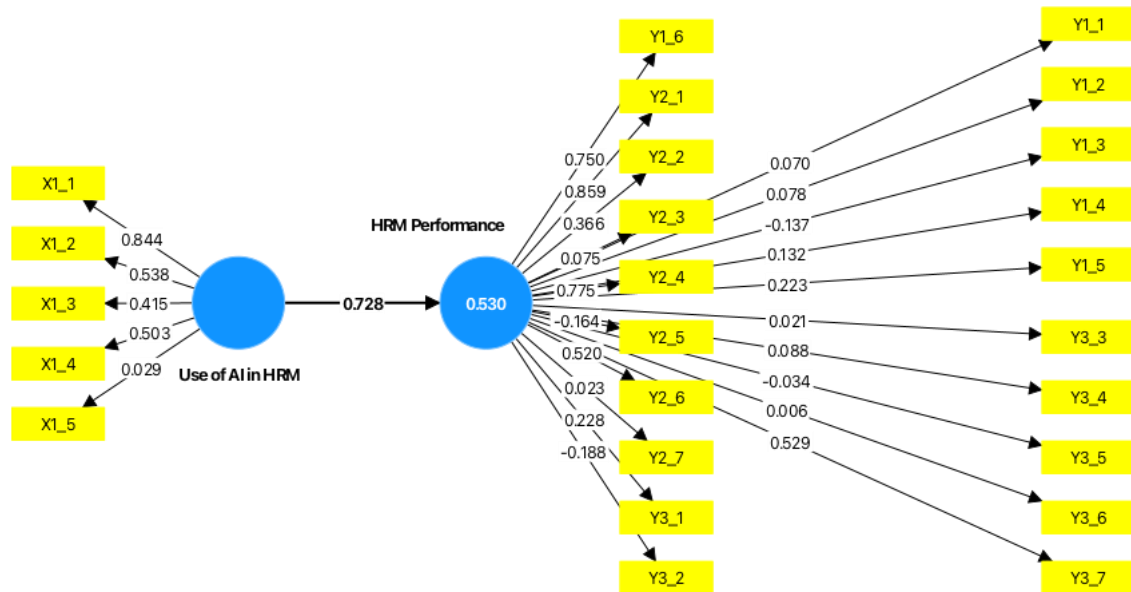 X1_1
X1_2
X1_3
X1_4
X1_5
0.844
0.538
0.415
0.503
0.029
Use of AI in HRM
0.728
HRM Performance
0.530
0.750
0.859
0.366
0.075
0.775
-0.164
0.520
0.023
0.228
-0.188
Y1_6
Y2_1
Y2_2
Y2_3
Y2_4
Y2_5
Y2_6
Y2_7
Y3_1
Y3_2
0.070
0.078
-0.137
0.132
0.223
0.021
0.088
-0.034
0.006
0.529
Y1_1
Y1_2
Y1_3
Y1_4
Y1_5
Y3_3
Y3_4
Y3_5
Y3_6
Y3_7